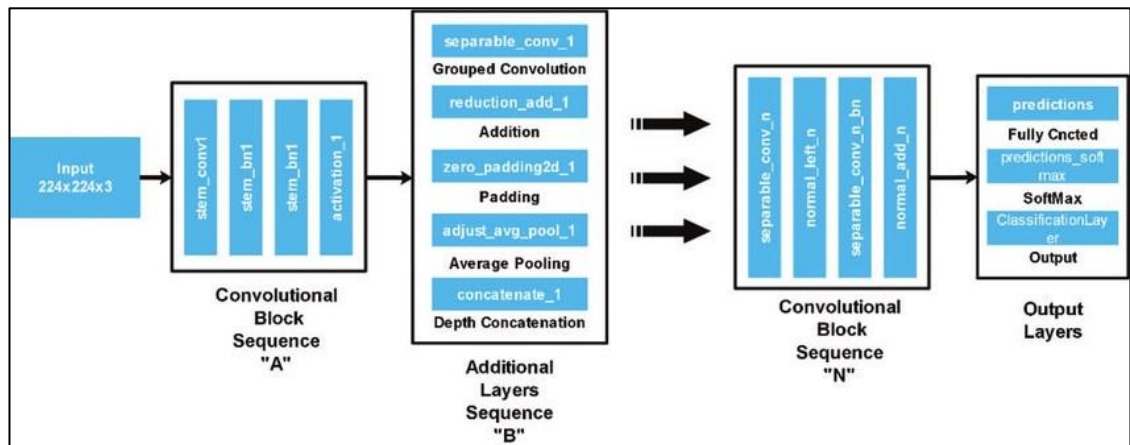 Input
224x224x3
stem_conv1
stem_bn1
stem_bn1
activation_1
Convolutional
Block
Sequence
"A"
separable_conv_1
Grouped Convolution
reduction_add_1
Addition
zero_padding2d_1
Padding
adjust_avg_pool_1
Average Pooling
concatenate_1
Depth Concatenation
Additional
Layers
Sequence
"B"
separable_conv_n
normal_left_n
separable_conv_n_bn
normal_add_n
Convolutional
Block
Sequence
"N"
predictions
Fully Cncted
predictions_soft
max
SoftMax
ClassificationLay
er
Output
Output
Layers